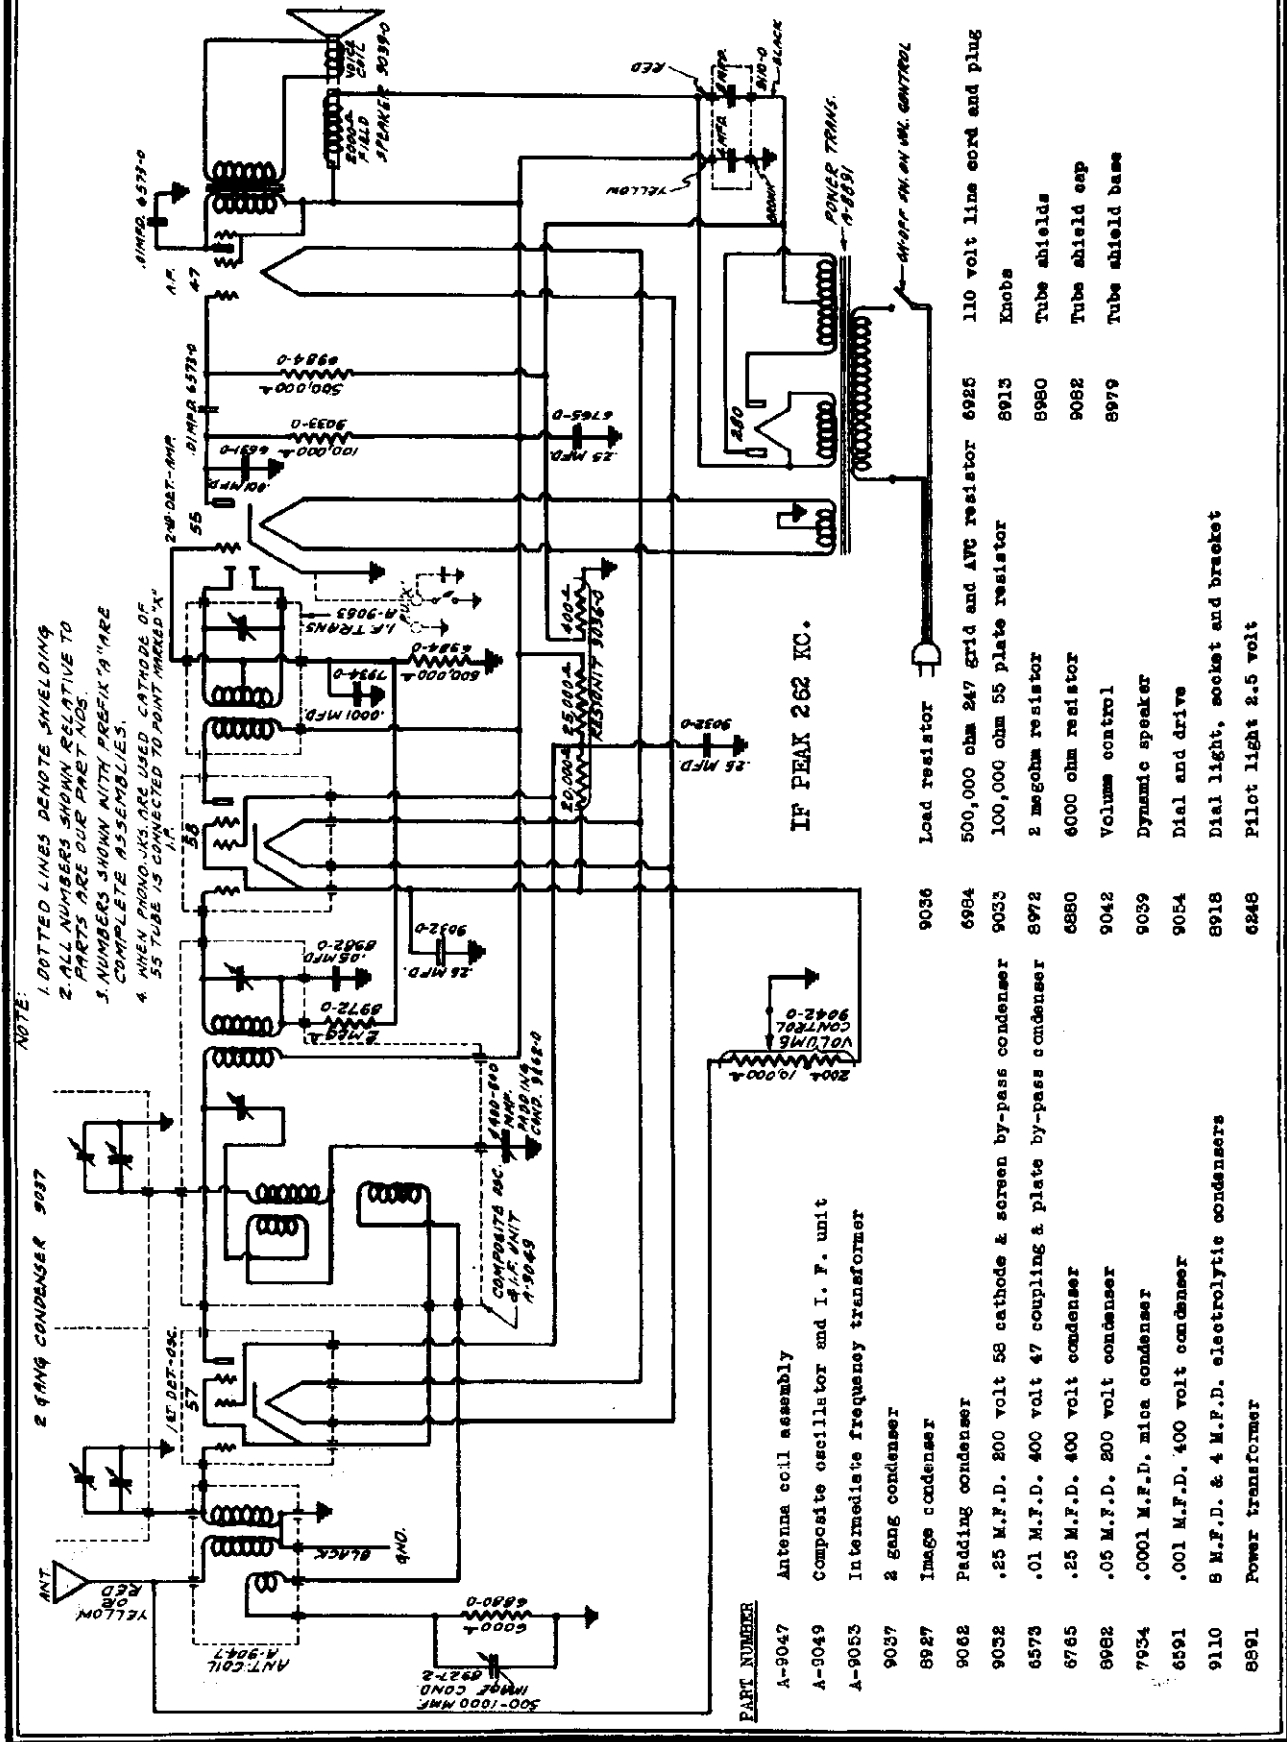 NOTE:
1. DOTTED LINES DENOTE SHIELDING
2. ALL NUMBERS SHOWN RELATIVE TO
PARTS ARE OUR PART NOS.
3. NUMBERS SHOWN WITH PREFIX "A" ARE
COMPLETE ASSEMBLIES.
4. WHEN PHONO. JKS. ARE USED CATHODE OF
55 TUBE IS CONNECTED TO POINT MARKED "X"
2 GANG CONDENSER 9037
ANT.
YELLOW
OR
RED
ANT. COIL
A-9047
BLACK
GND.
500-1000 MMF.
IMAGE COND.
8927-2
6000
6880-0
1ST DET-OSC.
57
COMPOSITE OSC.
& I.F. UNIT
A-9049
PADDING
COND.
2 MEG
8972-0
.05 MFD.
8982-0
.25 MFD.
9032-0
I.F.
58
I.F. TRANS
A-9053
.0001 MFD.
7934-0
500,000
6984-0
2ND DET.-AMP.
55
.001 MFD.
100,000
9033-0
.01 MFD. 6573-0
500,000
6984-0
.25 MFD.
6765-0
A.F.
47
.01 MFD. 6573-0
VOICE
COIL
2000
FIELD
SPEAKER 9039-0
RED
YELLOW
8 MFD.
4 MFD.
9110-0
BLACK
BROWN
280
POWER TRANS.
A-8891
ON-OFF SW. ON VOL. CONTROL
20,000
25,000
400
9036-0
.25 MFD.
9032-0
VOLUME
CONTROL
9042-0
200
10,000
IF PEAK 262 KC.
PART NUMBER
A-9047 Antenna coil assembly
A-9049 Composite oscillator and I. F. unit
A-9053 Intermediate frequency transformer
9037 2 gang condenser
8927 Image condenser
9062 Padding condenser
9032 .25 M.F.D. 200 volt 58 cathode & screen by-pass condenser
6573 .01 M.F.D. 400 volt 47 coupling & plate by-pass condenser
6765 .25 M.F.D. 400 volt condenser
8982 .05 M.F.D. 200 volt condenser
7934 .0001 M.F.D. mica condenser
6591 .001 M.F.D. 400 volt condenser
9110 8 M.F.D. & 4 M.F.D. electrolytic condensers
8891 Power transformer
9036 Load resistor
6984 500,000 ohm 247 grid and AVC resistor
9033 100,000 ohm 55 plate resistor
8972 2 megohm resistor
6880 6000 ohm resistor
9042 Volume control
9039 Dynamic speaker
9054 Dial and drive
8918 Dial light, socket and bracket
6248 Pilot light 2.5 volt
6925 110 volt line cord and plug
8913 Knobs
8980 Tube shields
9082 Tube shield cap
8979 Tube shield base